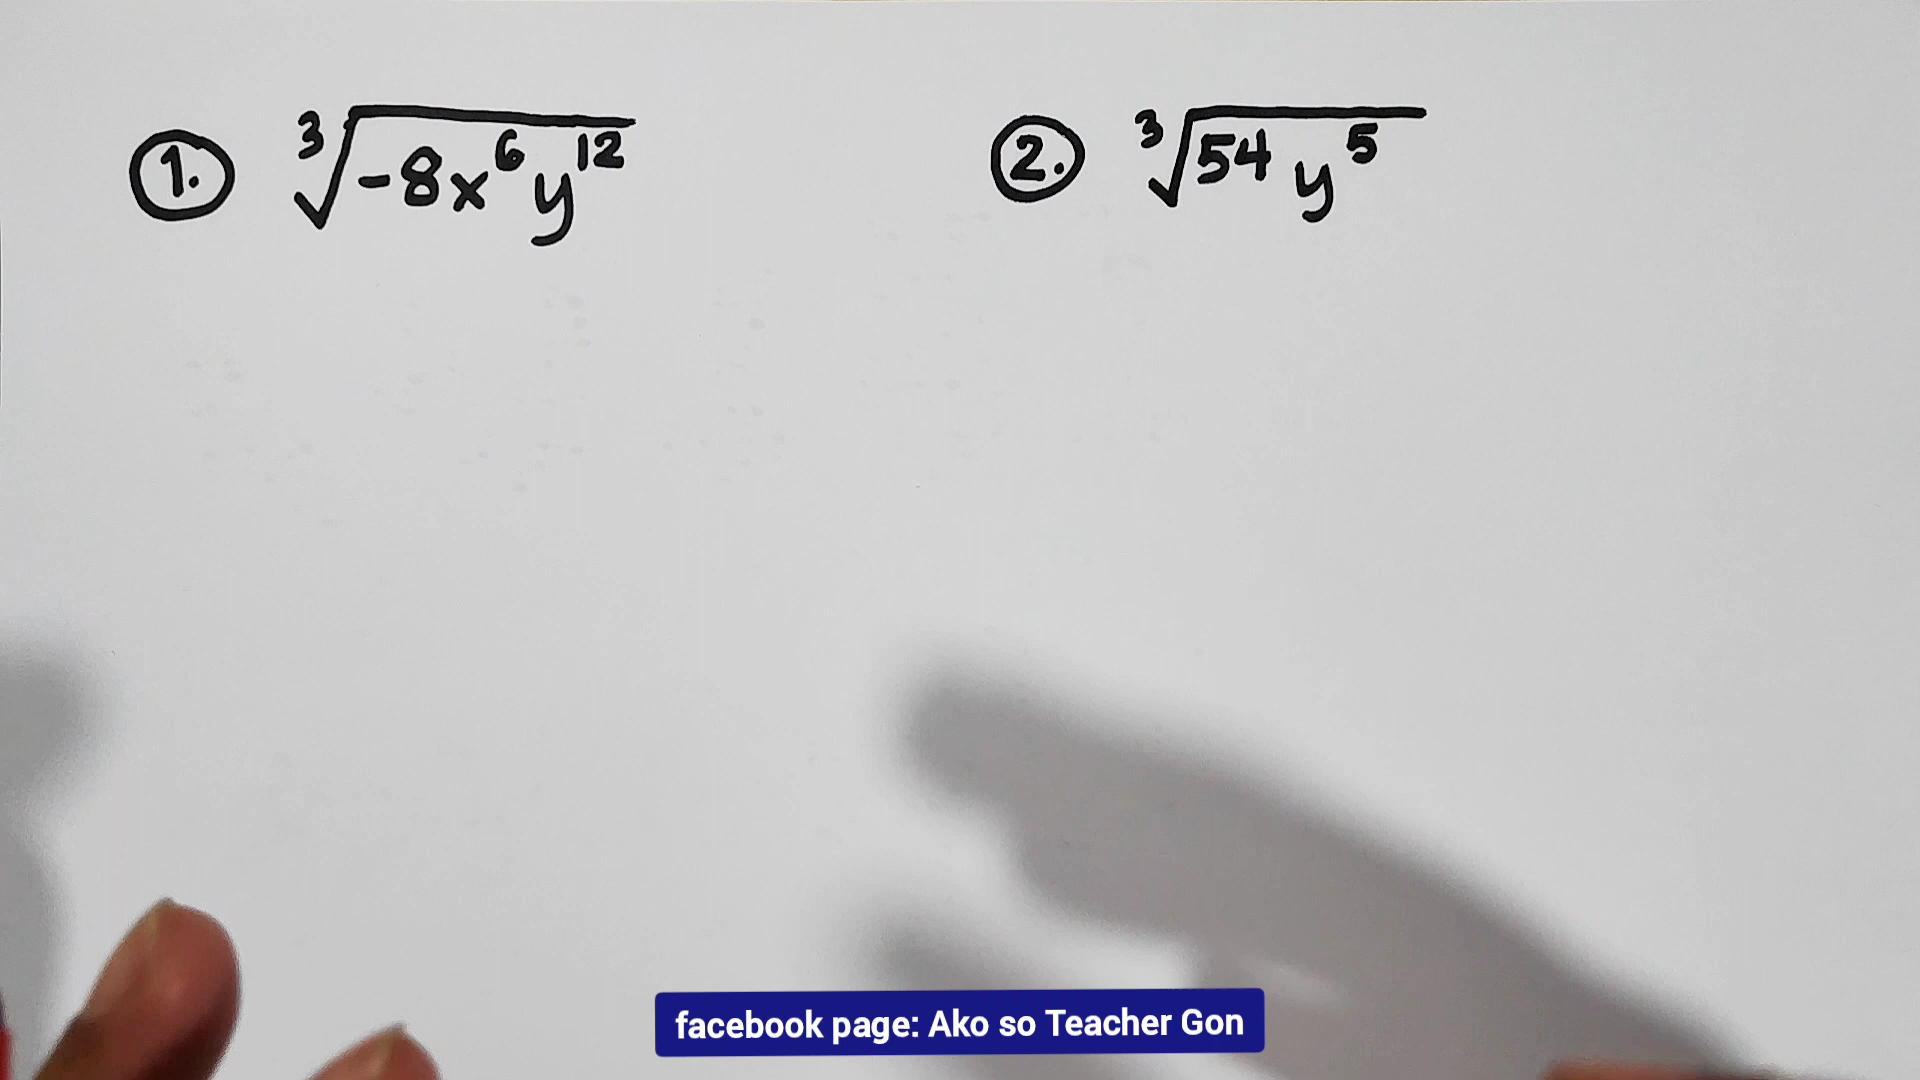 1. ∛(-8x⁶y¹²)
2. ∛(54y⁵)
facebook page: Ako so Teacher Gon